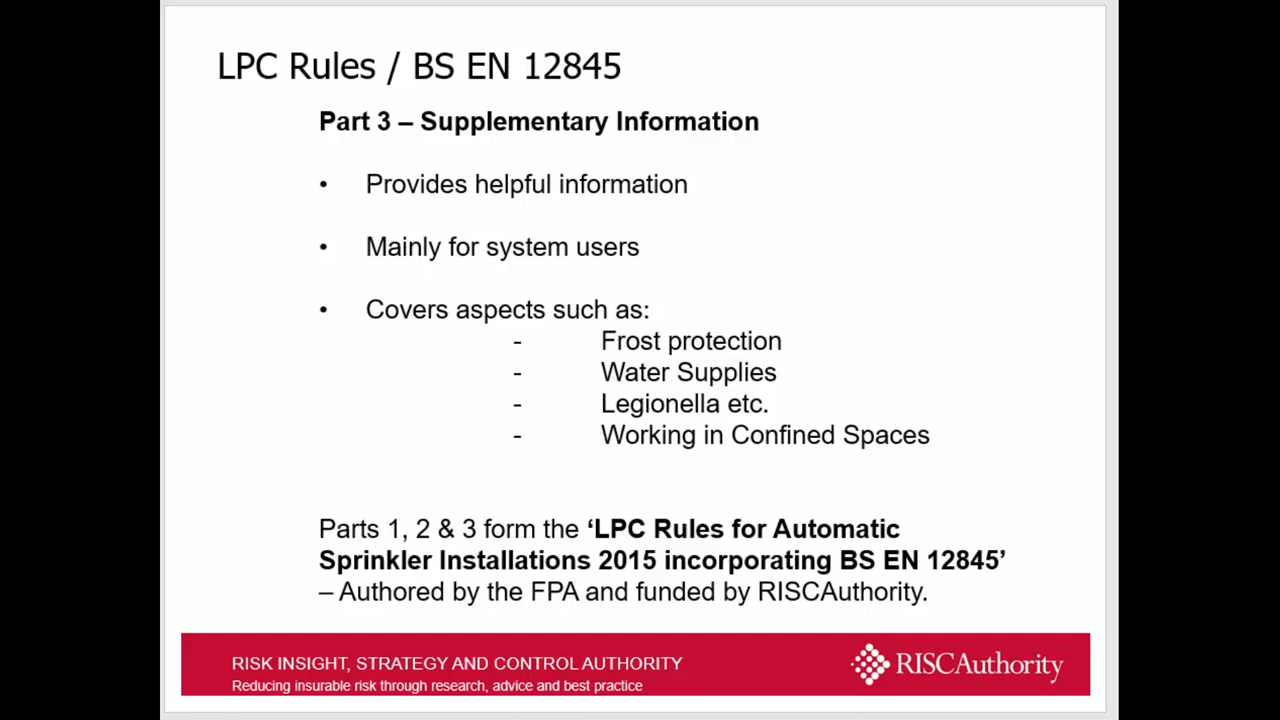 LPC Rules / BS EN 12845
Part 3 – Supplementary Information
• Provides helpful information
• Mainly for system users
• Covers aspects such as:
- Frost protection
- Water Supplies
- Legionella etc.
- Working in Confined Spaces
Parts 1, 2 & 3 form the ‘LPC Rules for Automatic
Sprinkler Installations 2015 incorporating BS EN 12845’
– Authored by the FPA and funded by RISCAuthority.
RISK INSIGHT, STRATEGY AND CONTROL AUTHORITY
Reducing insurable risk through research, advice and best practice
RISCAuthority